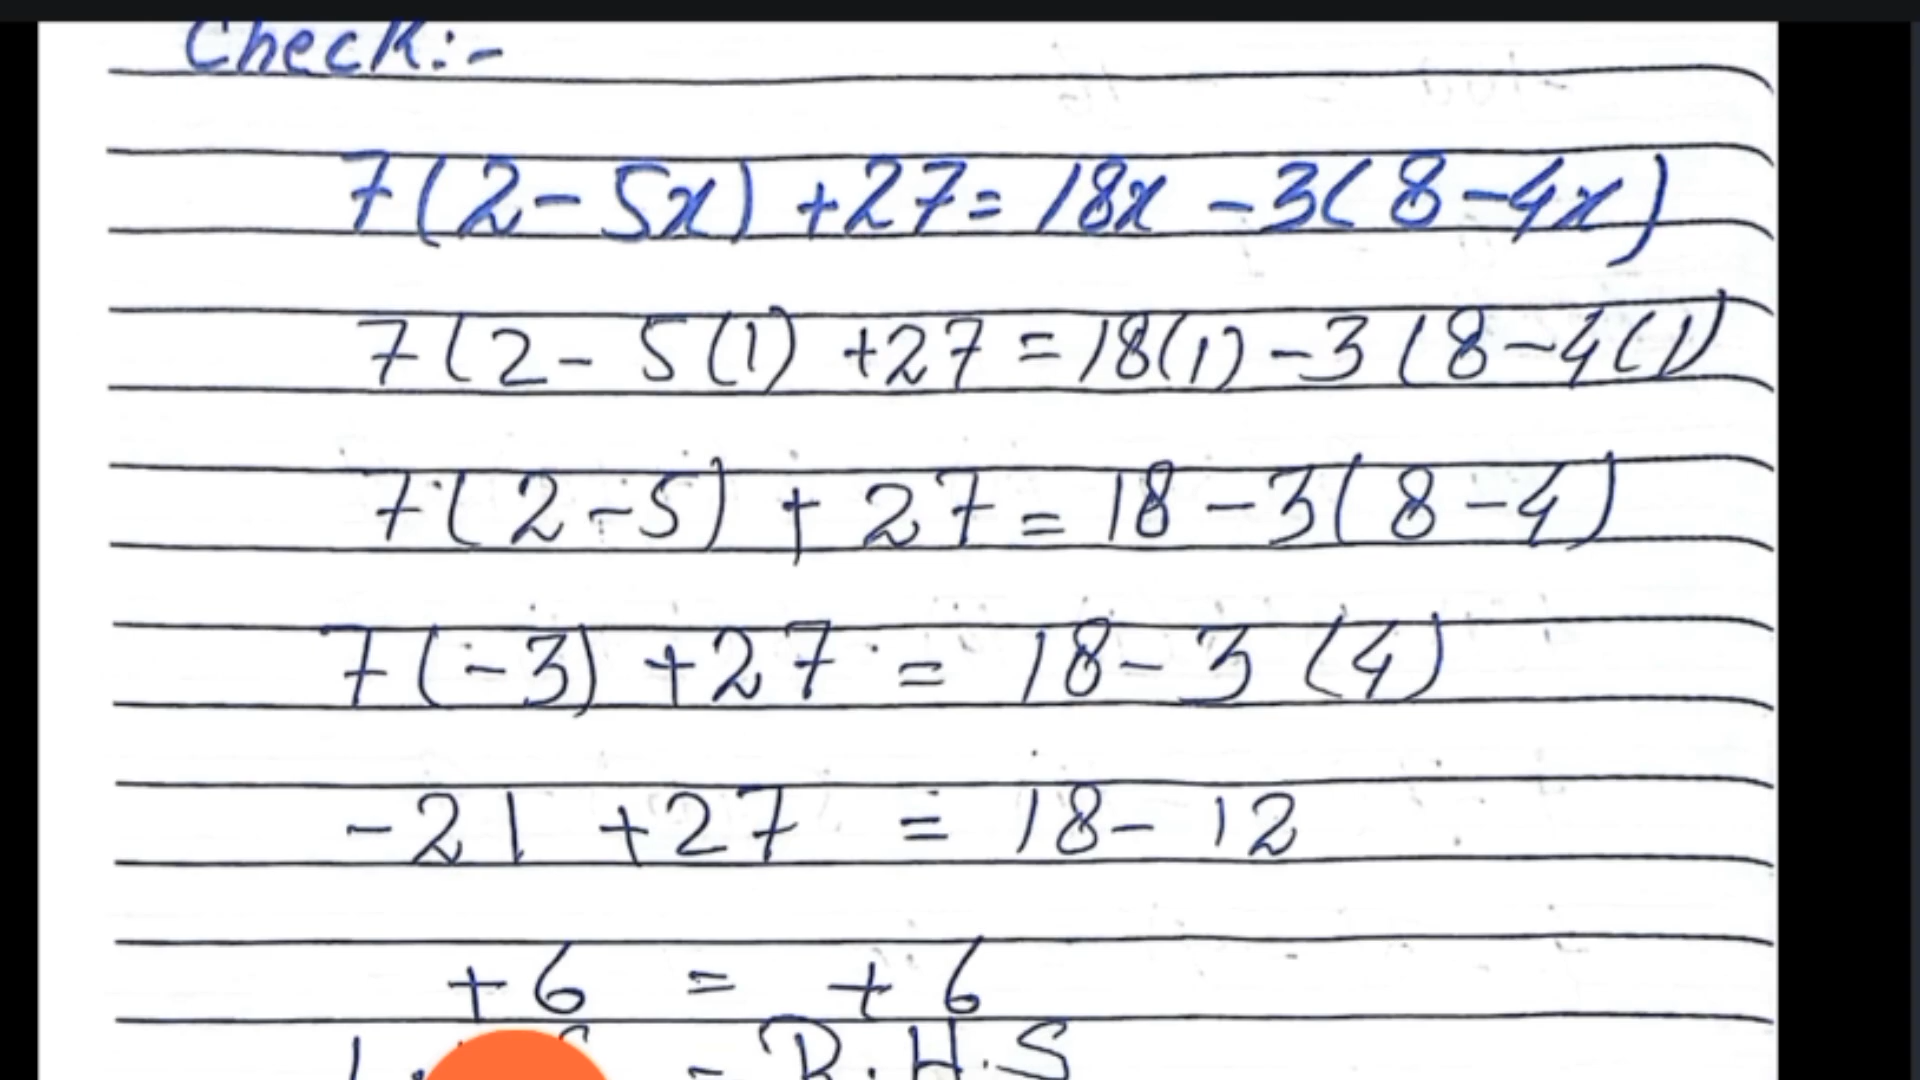 Check:-
7(2-5x) +27= 18x -3(8-4x)
7(2-5(1) +27 = 18(1)-3(8-4(1)
7(2-5) + 27 = 18-3(8-4)
7(-3) +27 = 18-3(4)
-21 +27 = 18-12
+6 = +6
= R.H.S